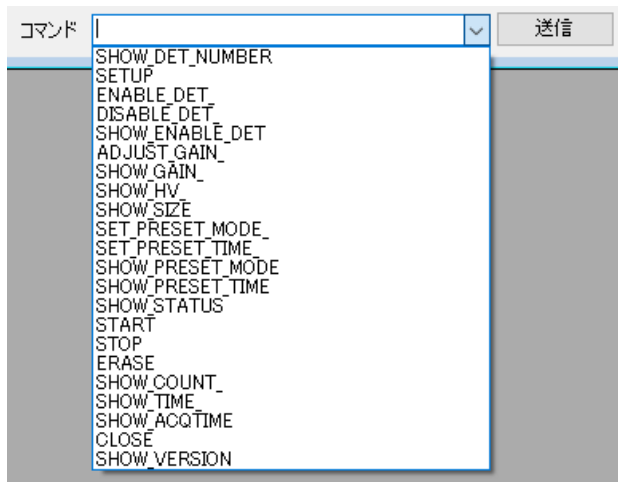 コマンド 送信
SHOW_DET_NUMBER
SETUP
ENABLE_DET_
DISABLE_DET_
SHOW_ENABLE_DET
ADJUST_GAIN_
SHOW_GAIN_
SHOW_HV_
SHOW_SIZE
SET_PRESET_MODE_
SET_PRESET_TIME_
SHOW_PRESET_MODE
SHOW_PRESET_TIME
SHOW_STATUS
START
STOP
ERASE
SHOW_COUNT_
SHOW_TIME_
SHOW_ACQTIME
CLOSE
SHOW_VERSION